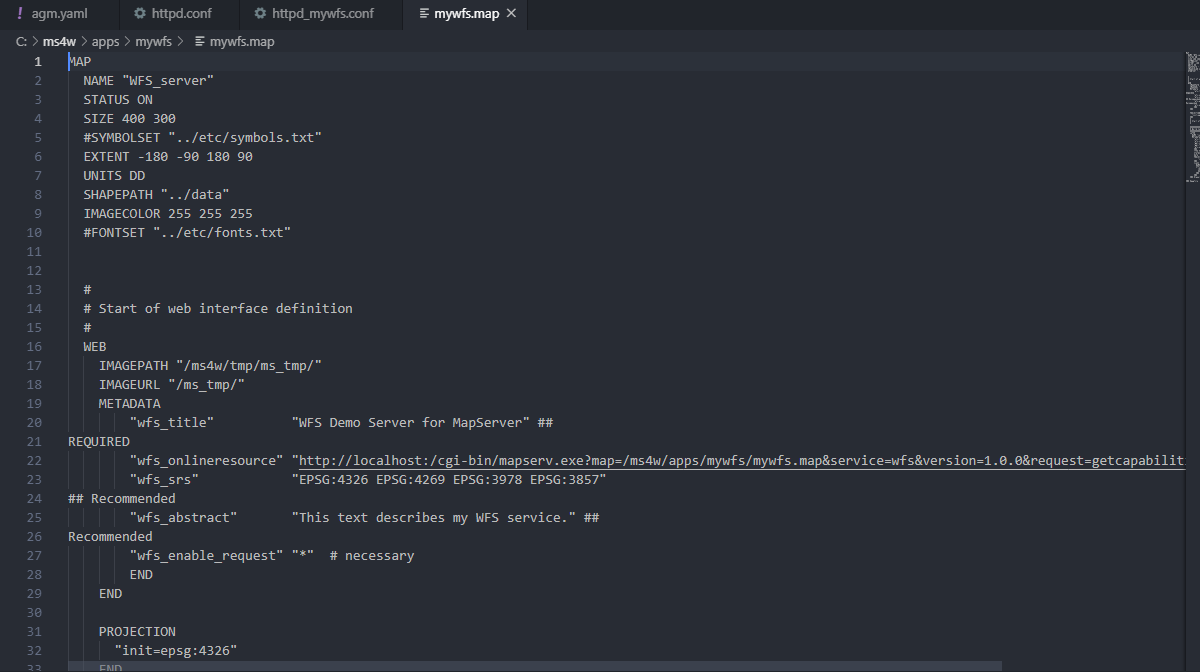 ! agm.yaml httpd.conf httpd_mywfs.conf mywfs.map ×
C: > ms4w > apps > mywfs > mywfs.map
1 MAP
2 NAME "WFS_server"
3 STATUS ON
4 SIZE 400 300
5 #SYMBOLSET "../etc/symbols.txt"
6 EXTENT -180 -90 180 90
7 UNITS DD
8 SHAPEPATH "../data"
9 IMAGECOLOR 255 255 255
10 #FONTSET "../etc/fonts.txt"
11
12
13 #
14 # Start of web interface definition
15 #
16 WEB
17 IMAGEPATH "/ms4w/tmp/ms_tmp/"
18 IMAGEURL "/ms_tmp/"
19 METADATA
20 "wfs_title" "WFS Demo Server for MapServer" ##
21 REQUIRED
22 "wfs_onlineresource" "http://localhost:/cgi-bin/mapserv.exe?map=/ms4w/apps/mywfs/mywfs.map&service=wfs&version=1.0.0&request=getcapabilit
23 "wfs_srs" "EPSG:4326 EPSG:4269 EPSG:3978 EPSG:3857"
24 ## Recommended
25 "wfs_abstract" "This text describes my WFS service." ##
26 Recommended
27 "wfs_enable_request" "*" # necessary
28 END
29 END
30
31 PROJECTION
32 "init=epsg:4326"
33 END